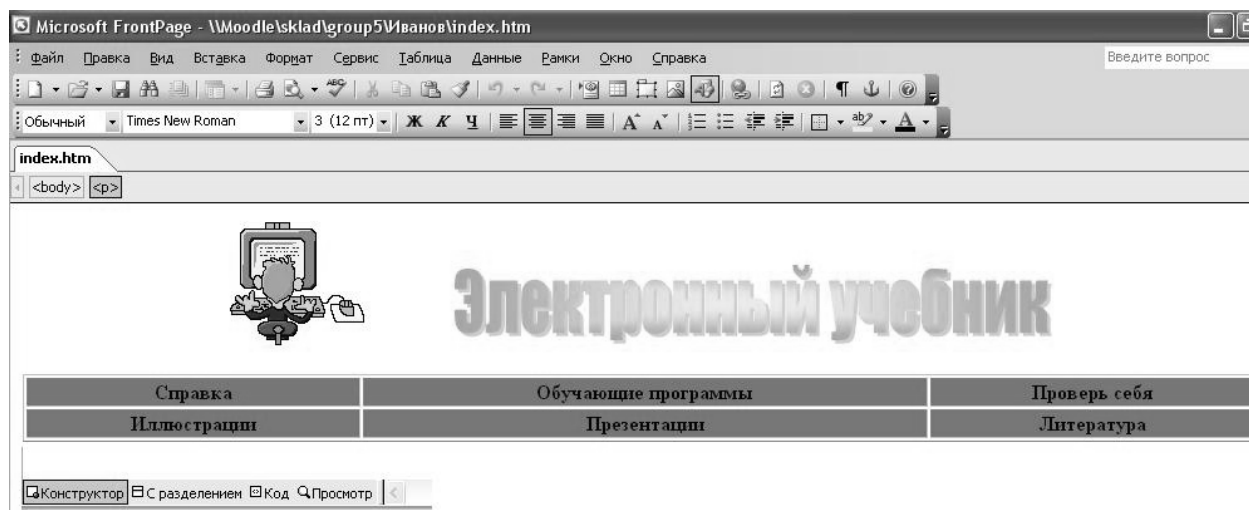 Microsoft FrontPage - \\Moodle\sklad\group5\Иванов\index.htm
Файл Правка Вид Вставка Формат Сервис Таблица Данные Рамки Окно Справка Введите вопрос
Обычный Times New Roman 3 (12 пт) Ж К Ч A A ab A
index.htm
<body> <p>
Электронный учебник
Справка Обучающие программы Проверь себя
Иллюстрации Презентации Литература
Конструктор С разделением Код Просмотр